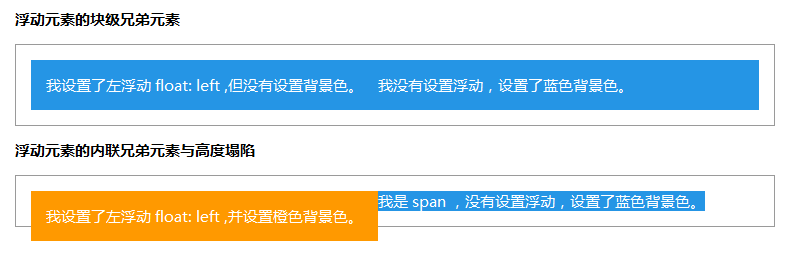 浮动元素的块级兄弟元素
我设置了左浮动 float: left ,但没有设置背景色。 我没有设置浮动，设置了蓝色背景色。
浮动元素的内联兄弟元素与高度塌陷
我是 span ，没有设置浮动，设置了蓝色背景色。
我设置了左浮动 float: left ,并设置橙色背景色。